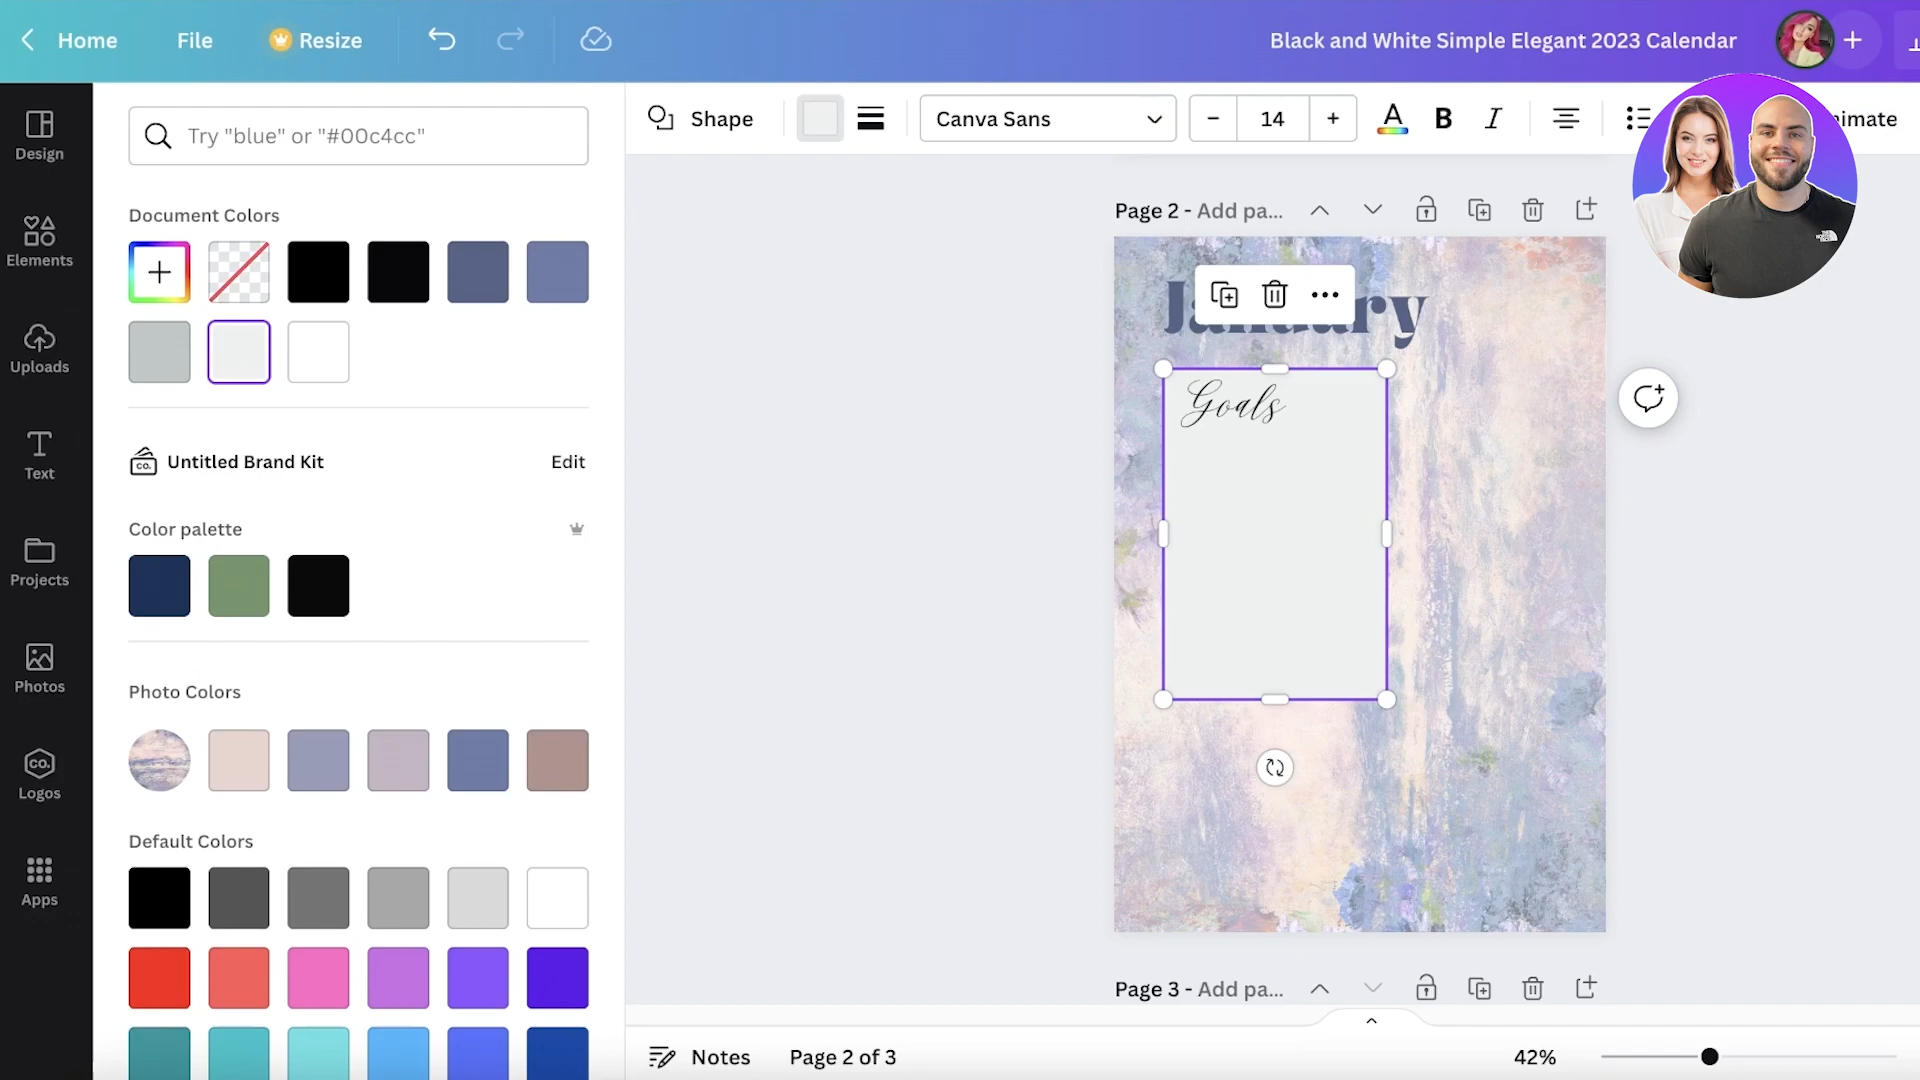 Home
File
Resize
Black and White Simple Elegant 2023 Calendar
Design
Elements
Uploads
Text
Projects
Photos
Logos
Apps
Try "blue" or "#00c4cc"
Document Colors
CO.
Untitled Brand Kit
Edit
Color palette
Photo Colors
Default Colors
Shape
Canva Sans
14
A
B
I
Page 2 - Add pa...
January
Goals
Page 3 - Add pa...
Notes
Page 2 of 3
42%